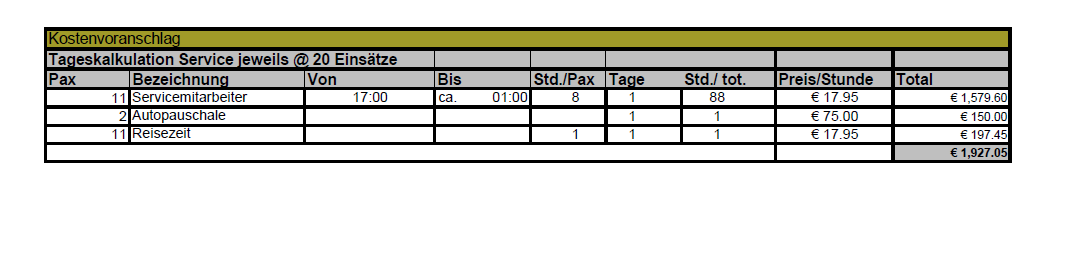 Kostenvoranschlag
Tageskalkulation Service jeweils @ 20 Einsätze
Pax Bezeichnung Von Bis Std./Pax Tage Std./ tot. Preis/Stunde Total
11 Servicemitarbeiter 17:00 ca. 01:00 8 1 88 € 17.95 € 1,579.60
2 Autopauschale 1 1 € 75.00 € 150.00
11 Reisezeit 1 1 1 € 17.95 € 197.45
€ 1,927.05